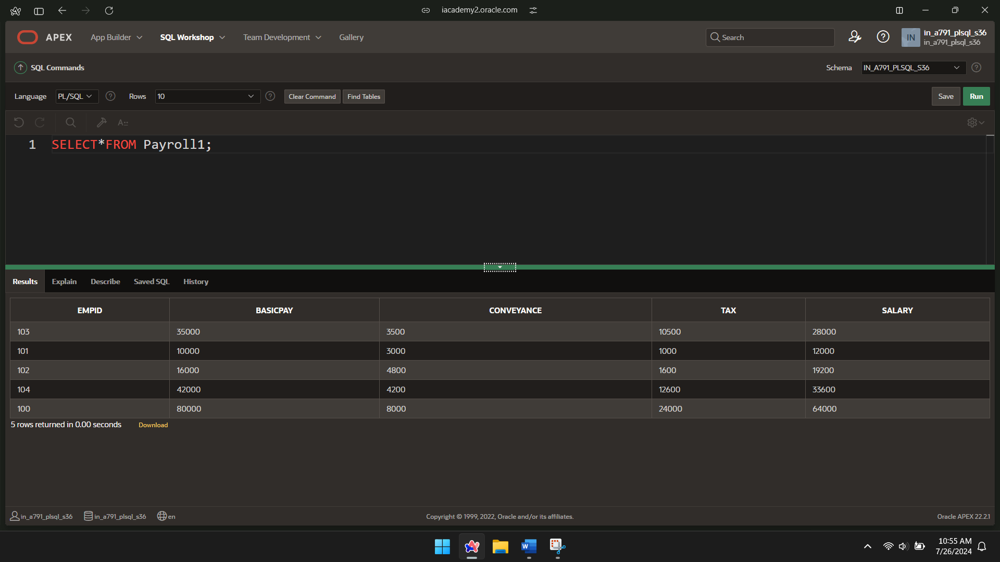 iacademy2.oracle.com
APEX App Builder SQL Workshop Team Development Gallery Search IN in_a791_plsql_s36
in_a791_plsql_s36
SQL Commands Schema IN_A791_PLSQL_S36
Language PL/SQL Rows 10 Clear Command Find Tables Save Run
1 SELECT*FROM Payroll1;
Results Explain Describe Saved SQL History
EMPID BASICPAY CONVEYANCE TAX SALARY
103 35000 3500 10500 28000
101 10000 3000 1000 12000
102 16000 4800 1600 19200
104 42000 4200 12600 33600
100 80000 8000 24000 64000
5 rows returned in 0.00 seconds Download
in_a791_plsql_s36 in_a791_plsql_s36 en Copyright © 1999, 2022, Oracle and/or its affiliates. Oracle APEX 22.2.1
10:55 AM
7/26/2024